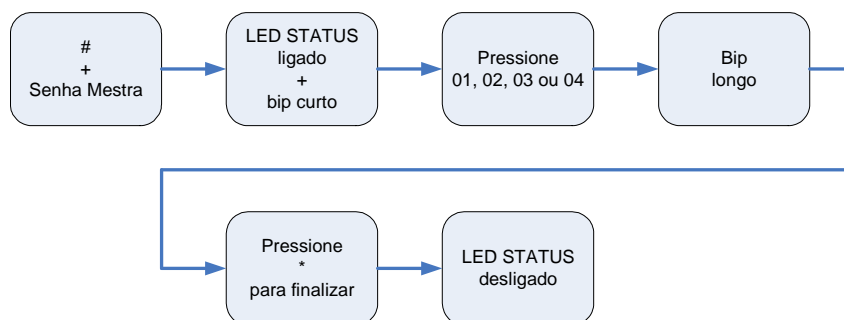 #
+
Senha Mestra
LED STATUS
ligado
+
bip curto
Pressione
01, 02, 03 ou 04
Bip
longo
Pressione
*
para finalizar
LED STATUS
desligado